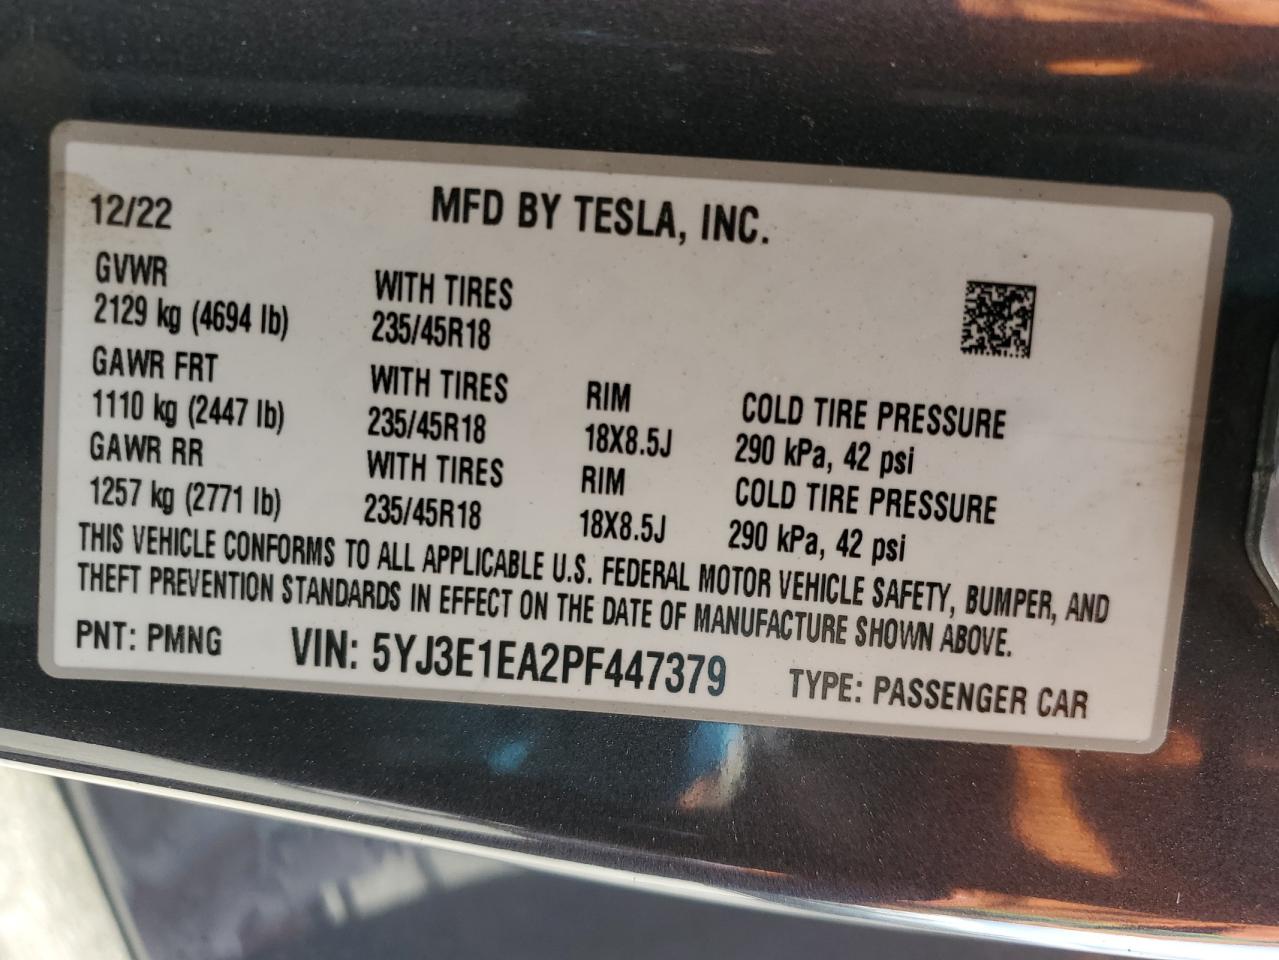 12/22 MFD BY TESLA, INC.
GVWR WITH TIRES
2129 kg (4694 lb) 235/45R18
GAWR FRT WITH TIRES RIM COLD TIRE PRESSURE
1110 kg (2447 lb) 235/45R18 18X8.5J 290 kPa, 42 psi
GAWR RR WITH TIRES RIM COLD TIRE PRESSURE
1257 kg (2771 lb) 235/45R18 18X8.5J 290 kPa, 42 psi
THIS VEHICLE CONFORMS TO ALL APPLICABLE U.S. FEDERAL MOTOR VEHICLE SAFETY, BUMPER, AND
THEFT PREVENTION STANDARDS IN EFFECT ON THE DATE OF MANUFACTURE SHOWN ABOVE.
PNT: PMNG VIN: 5YJ3E1EA2PF447379 TYPE: PASSENGER CAR